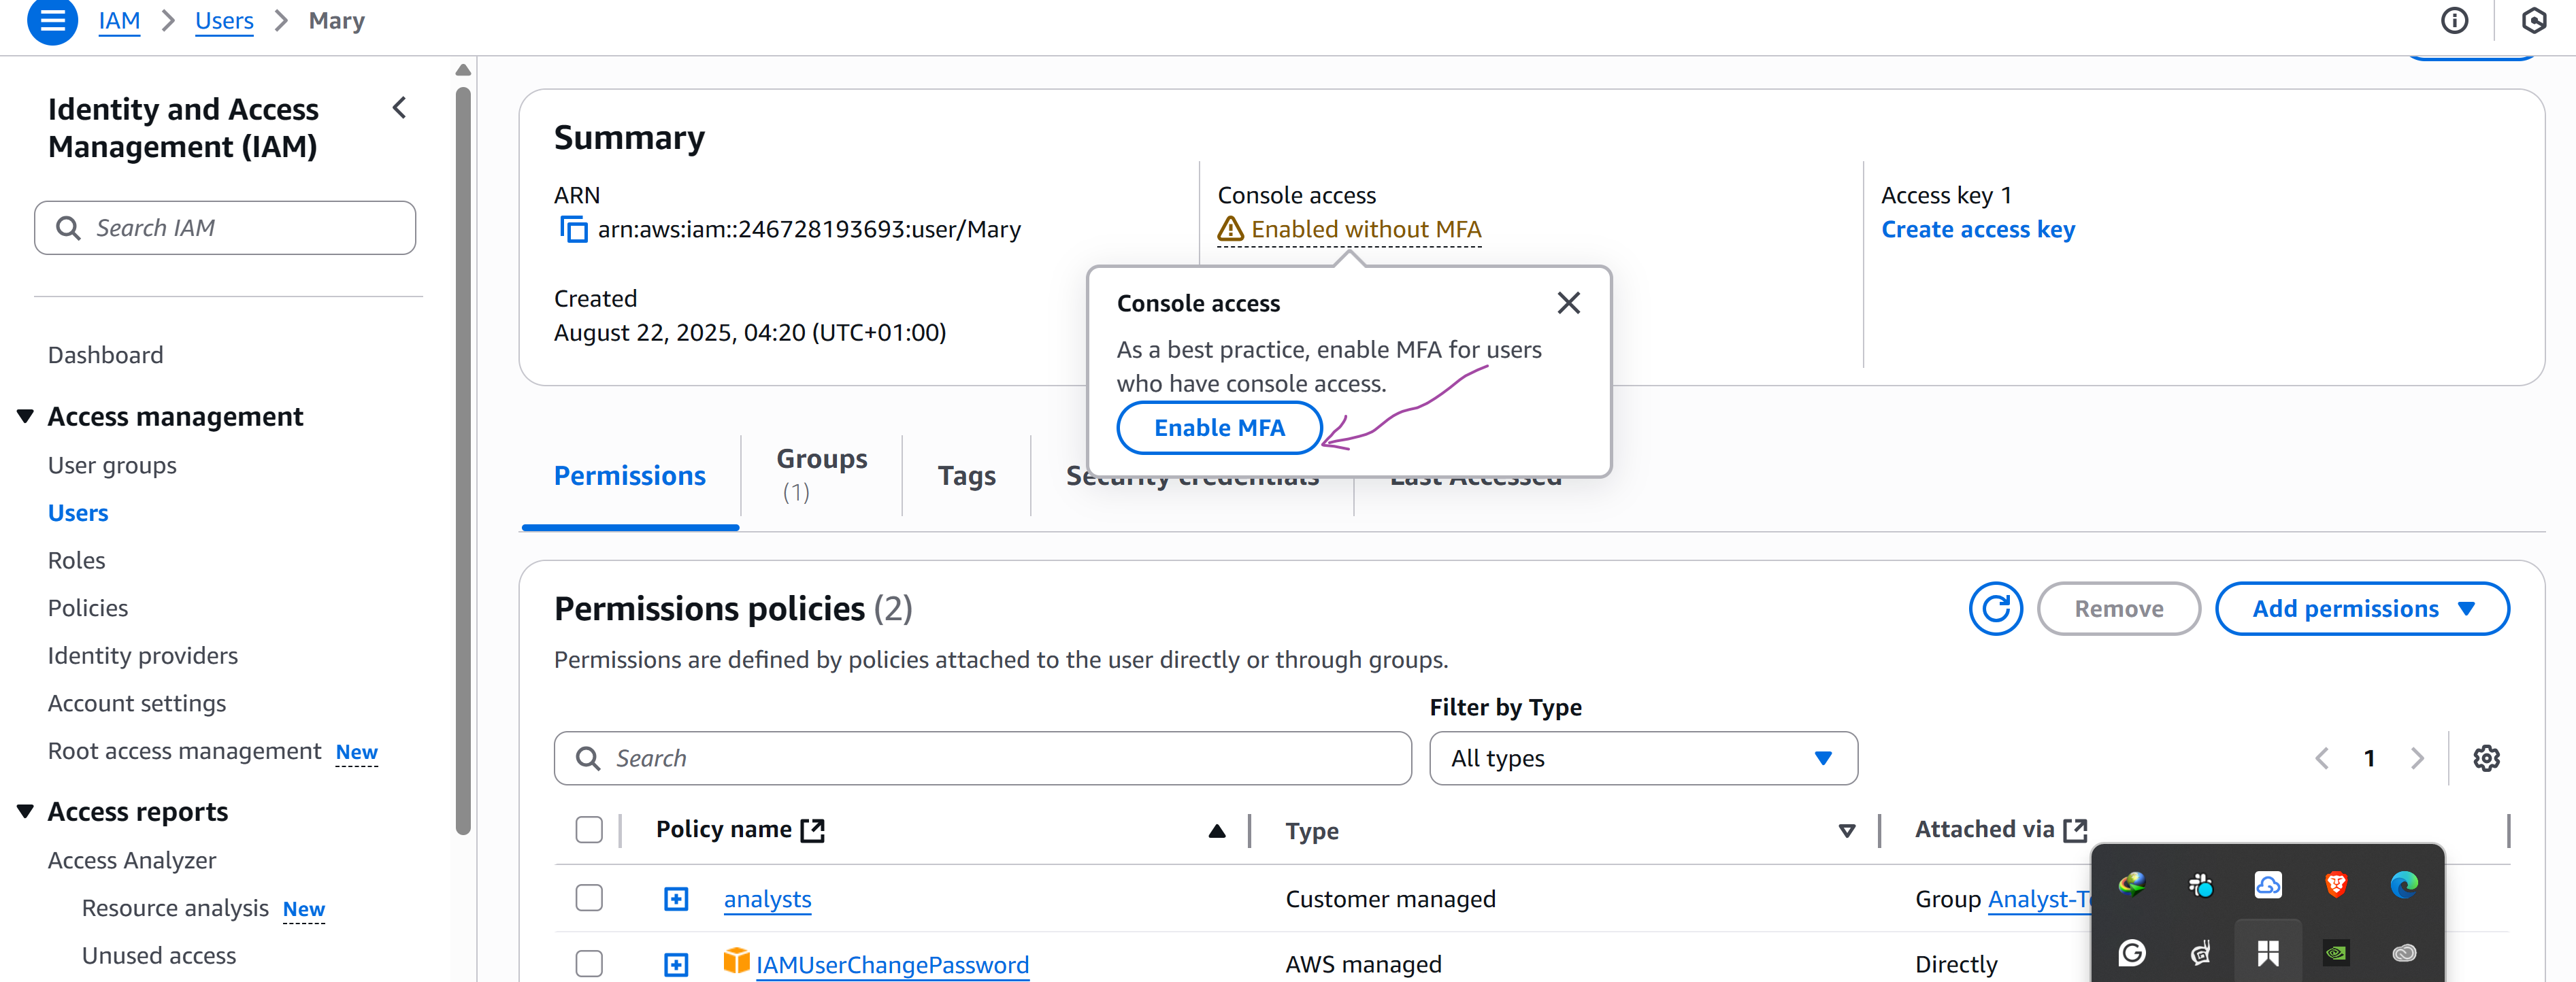 IAM > Users > Mary
Identity and Access
Management (IAM)
Search IAM
Dashboard
Access management
User groups
Users
Roles
Policies
Identity providers
Account settings
Root access management New
Access reports
Access Analyzer
Resource analysis New
Unused access
Summary
ARN
arn:aws:iam::246728193693:user/Mary
Created
August 22, 2025, 04:20 (UTC+01:00)
Console access
Enabled without MFA
Access key 1
Create access key
Console access
As a best practice, enable MFA for users
who have console access.
Enable MFA
Permissions
Groups
(1)
Tags
Security credentials
Last Accessed
Permissions policies (2)
Remove
Add permissions
Permissions are defined by policies attached to the user directly or through groups.
Filter by Type
Search
All types
1
Policy name
Type
Attached via
analysts
Customer managed
Group Analyst-Te
IAMUserChangePassword
AWS managed
Directly